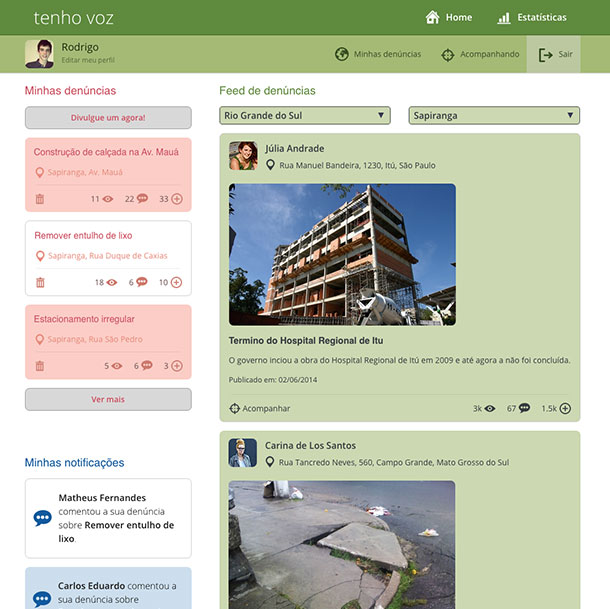 tenho voz
Home
Estatísticas
Rodrigo
Editar meu perfil
Minhas denúncias
Acompanhando
Sair
Minhas denúncias
Divulgue um agora!
Construção de calçada na Av. Mauá
Sapiranga, Av. Mauá
11 22 33
Remover entulho de lixo
Sapiranga, Rua Duque de Caxias
18 6 10
Estacionamento irregular
Sapiranga, Rua São Pedro
5 6 3
Ver mais
Minhas notificações
Matheus Fernandes
comentou a sua denúncia
sobre Remover entulho de
lixo.
Carlos Eduardo comentou a
sua denúncia sobre
Feed de denúncias
Rio Grande do Sul
Sapiranga
Júlia Andrade
Rua Manuel Bandeira, 1230, Itú, São Paulo
Termino do Hospital Regional de Itu
O governo inciou a obra do Hospital Regional de Itú em 2009 e até agora a não foi concluída.
Publicado em: 02/06/2014
Acompanhar
3k 67 1.5k
Carina de Los Santos
Rua Tancredo Neves, 560, Campo Grande, Mato Grosso do Sul